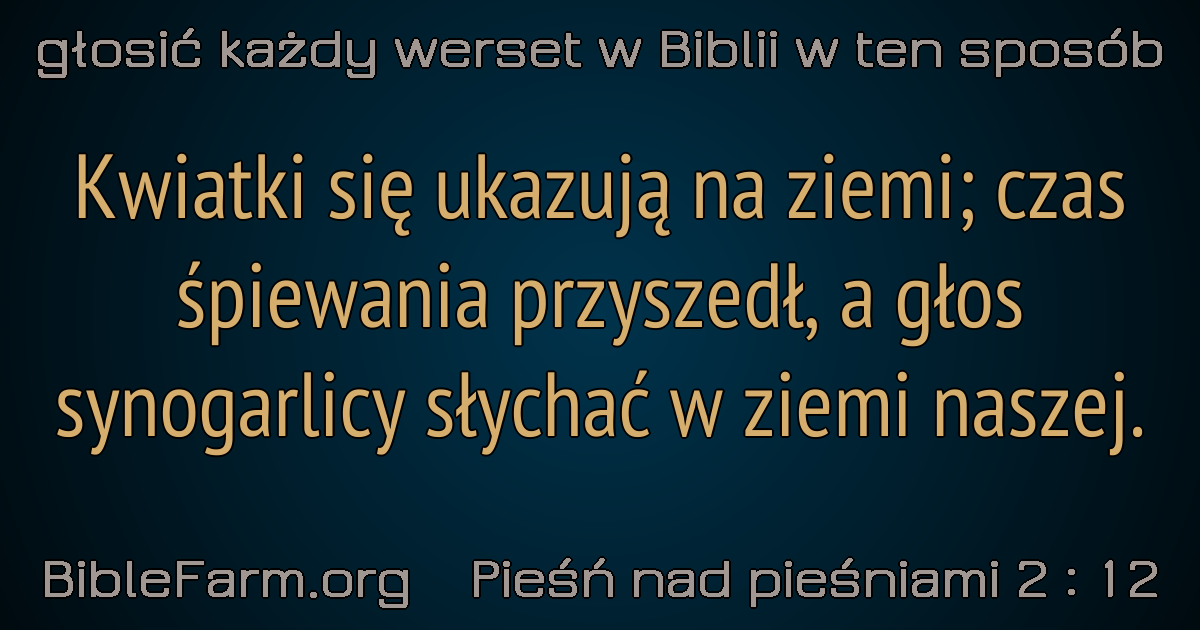 głosić każdy werset w Biblii w ten sposób
Kwiatki się ukazują na ziemi; czas
śpiewania przyszedł, a głos
synogarlicy słychać w ziemi naszej.
BibleFarm.org Pieśń nad pieśniami 2 : 12